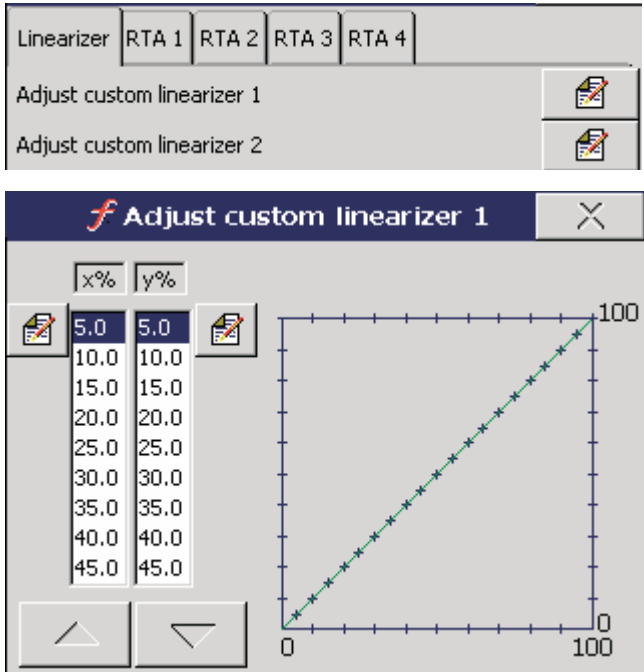 Linearizer RTA 1 RTA 2 RTA 3 RTA 4
Adjust custom linearizer 1
Adjust custom linearizer 2
f Adjust custom linearizer 1
x% y%
5.0 5.0
10.0 10.0
15.0 15.0
20.0 20.0
25.0 25.0
30.0 30.0
35.0 35.0
40.0 40.0
45.0 45.0
100
0
0 100